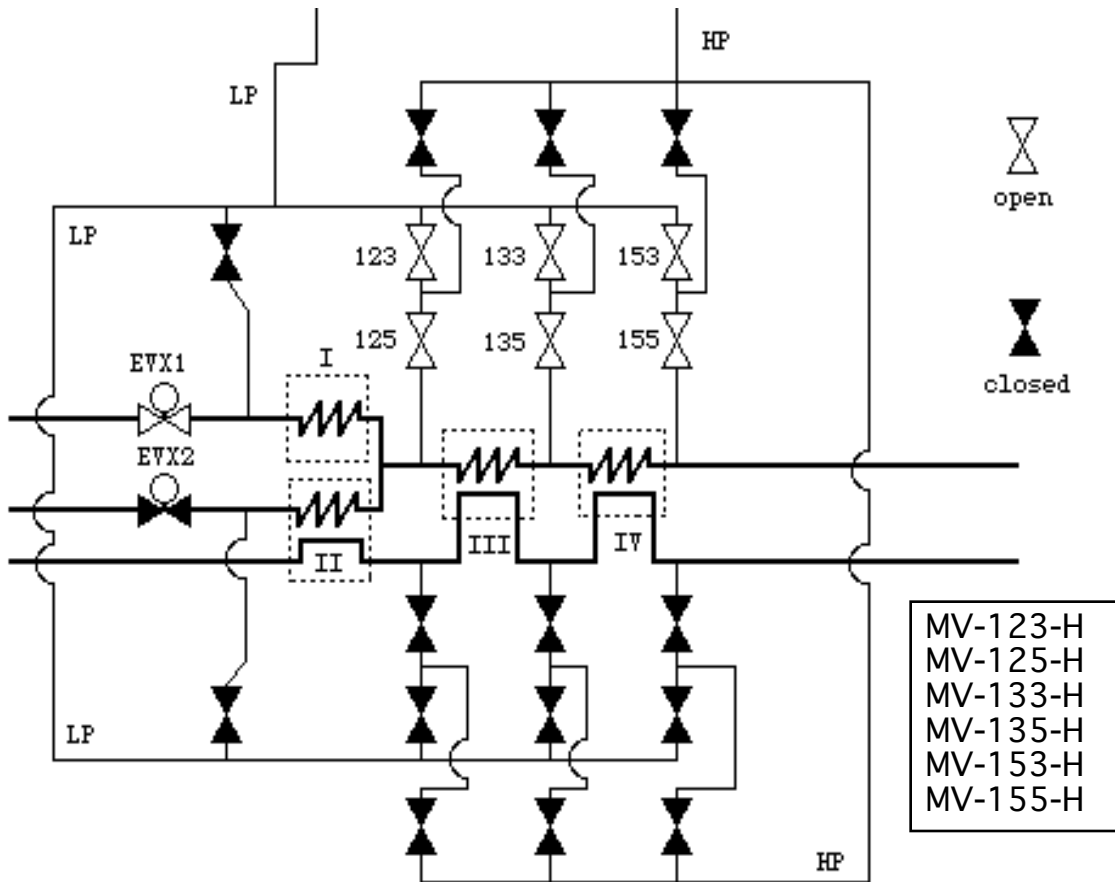 HP
LP
open
LP
123
133
153
125
135
155
I
EVX1
closed
EVX2
III
IV
II
MV-123-H
MV-125-H
MV-133-H
MV-135-H
MV-153-H
MV-155-H
LP
HP